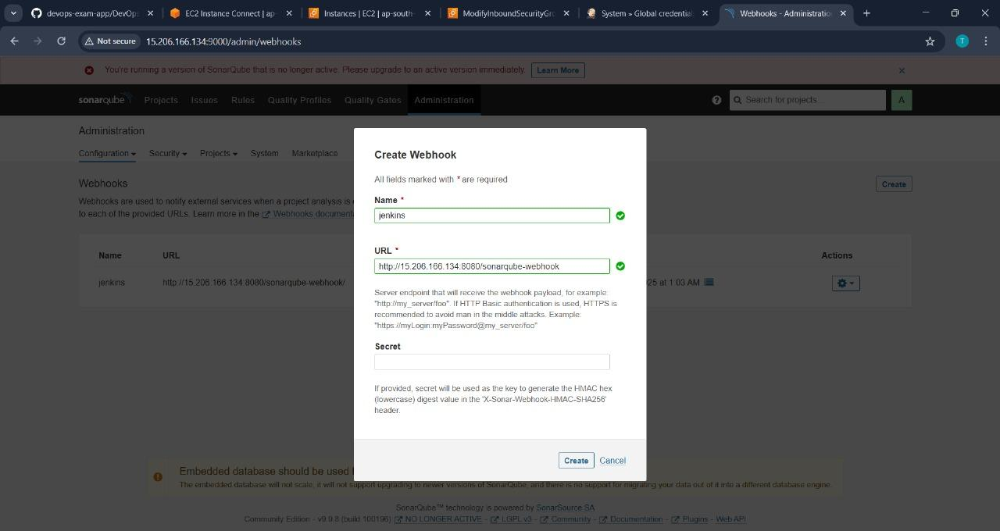 devops-exam-app/DevOps
EC2 Instance Connect | ap-
Instances | EC2 | ap-south-
ModifyInboundSecurityGro
System » Global credential
Webhooks - Administration
Not secure
15.206.166.134:9000/admin/webhooks
T
You're running a version of SonarQube that is no longer active. Please upgrade to an active version immediately.
Learn More
sonarqube
Projects
Issues
Rules
Quality Profiles
Quality Gates
Administration
Search for projects...
A
Administration
Configuration
Security
Projects
System
Marketplace
Webhooks
Create
Webhooks are used to notify external services when a project analysis is
to each of the provided URLs. Learn more in the Webhooks document
Name
URL
Actions
jenkins
http://15.206.166.134:8080/sonarqube-webhook/
25 at 1:03 AM
Create Webhook
All fields marked with * are required
Name *
jenkins
URL *
http://15.206.166.134:8080/sonarqube-webhook
Server endpoint that will receive the webhook payload, for example:
"http://my_server/foo". If HTTP Basic authentication is used, HTTPS is
recommended to avoid man in the middle attacks. Example:
"https://myLogin:myPassword@my_server/foo"
Secret
If provided, secret will be used as the key to generate the HMAC hex
(lowercase) digest value in the 'X-Sonar-Webhook-HMAC-SHA256'
header.
Create
Cancel
Embedded database should be used f
The embedded database will not scale, it will not support upgrading to newer versions of SonarQube, and there is no support for migrating your data out of it into a different database engine.
SonarQube™ technology is powered by SonarSource SA
Community Edition - v9.9.8 (build 100196) NO LONGER ACTIVE - LGPL v3 - Community - Documentation - Plugins - Web API